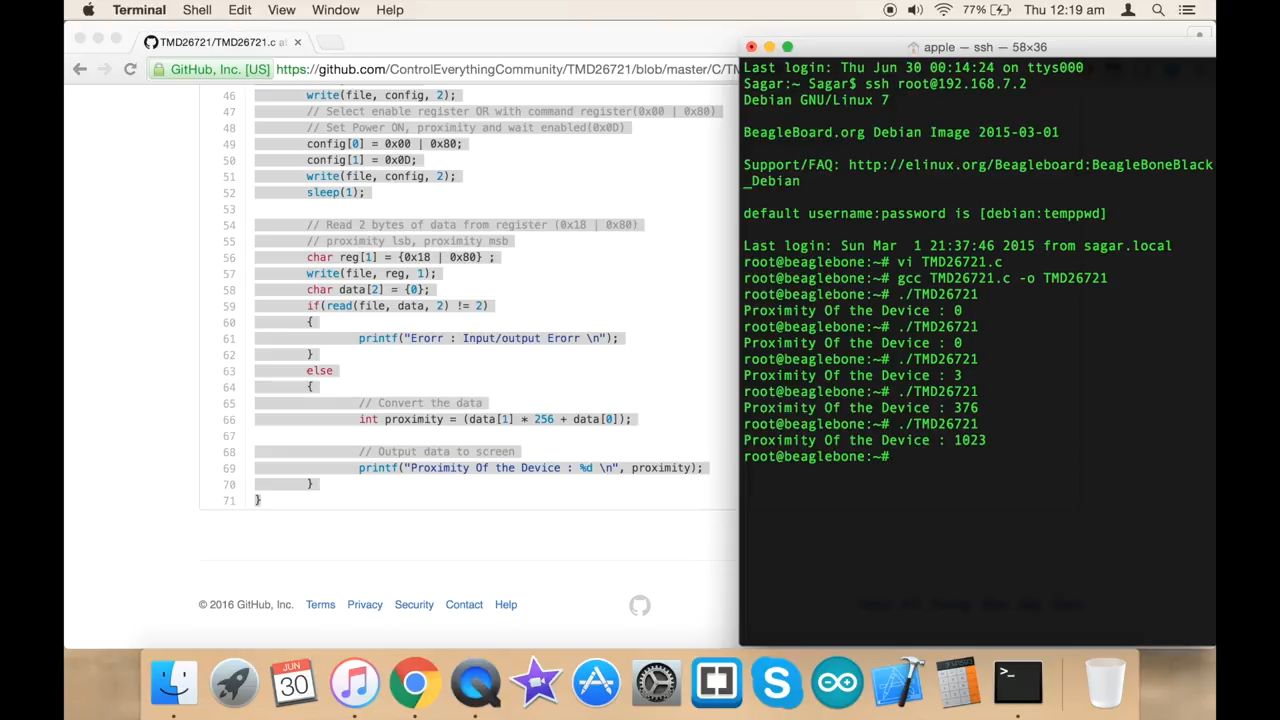 Terminal Shell Edit View Window Help 77% Thu 12:19 am
TMD26721/TMD26721.c a
GitHub, Inc. [US] https://github.com/ControlEverythingCommunity/TMD26721/blob/master/C/TM
46 write(file, config, 2);
47 // Select enable register OR with command register(0x00 | 0x80)
48 // Set Power ON, proximity and wait enabled(0x0D)
49 config[0] = 0x00 | 0x80;
50 config[1] = 0x0D;
51 write(file, config, 2);
52 sleep(1);
53
54 // Read 2 bytes of data from register (0x18 | 0x80)
55 // proximity lsb, proximity msb
56 char reg[1] = {0x18 | 0x80} ;
57 write(file, reg, 1);
58 char data[2] = {0};
59 if(read(file, data, 2) != 2)
60 {
61 printf("Erorr : Input/output Erorr \n");
62 }
63 else
64 {
65 // Convert the data
66 int proximity = (data[1] * 256 + data[0]);
67
68 // Output data to screen
69 printf("Proximity Of the Device : %d \n", proximity);
70 }
71 }
© 2016 GitHub, Inc. Terms Privacy Security Contact Help
apple — ssh — 58×36
Last login: Thu Jun 30 00:14:24 on ttys000
Sagar:~ Sagar$ ssh root@192.168.7.2
Debian GNU/Linux 7
BeagleBoard.org Debian Image 2015-03-01
Support/FAQ: http://elinux.org/Beagleboard:BeagleBoneBlack
_Debian
default username:password is [debian:temppwd]
Last login: Sun Mar 1 21:37:46 2015 from sagar.local
root@beaglebone:~# vi TMD26721.c
root@beaglebone:~# gcc TMD26721.c -o TMD26721
root@beaglebone:~# ./TMD26721
Proximity Of the Device : 0
root@beaglebone:~# ./TMD26721
Proximity Of the Device : 0
root@beaglebone:~# ./TMD26721
Proximity Of the Device : 3
root@beaglebone:~# ./TMD26721
Proximity Of the Device : 376
root@beaglebone:~# ./TMD26721
Proximity Of the Device : 1023
root@beaglebone:~#
JUN
30